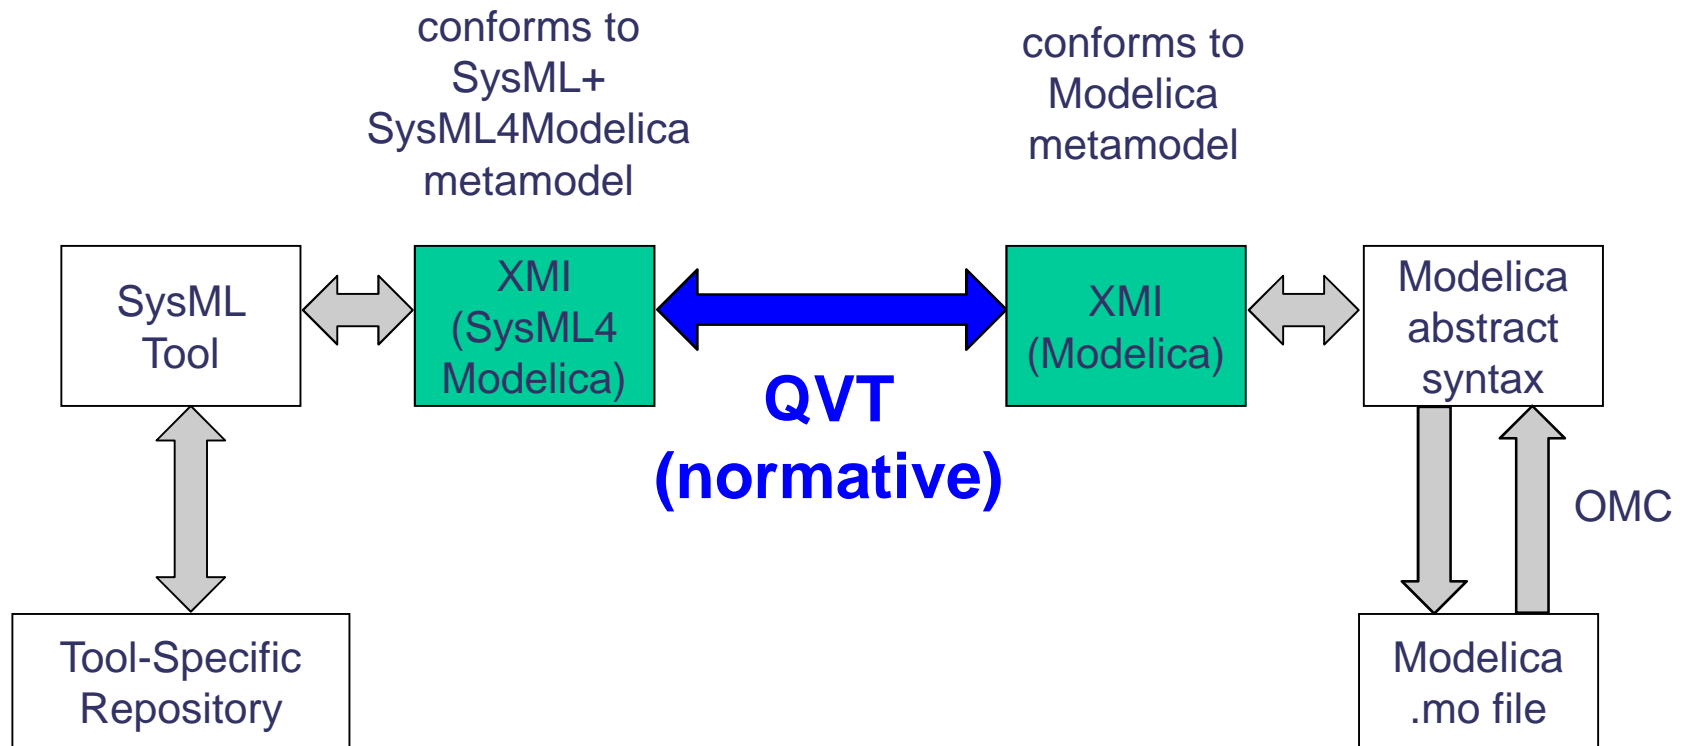 conforms to
SysML+
SysML4Modelica
metamodel
conforms to
Modelica
metamodel
SysML
Tool
XMI
(SysML4
Modelica)
QVT
(normative)
XMI
(Modelica)
Modelica
abstract
syntax
OMC
Tool-Specific
Repository
Modelica
.mo file